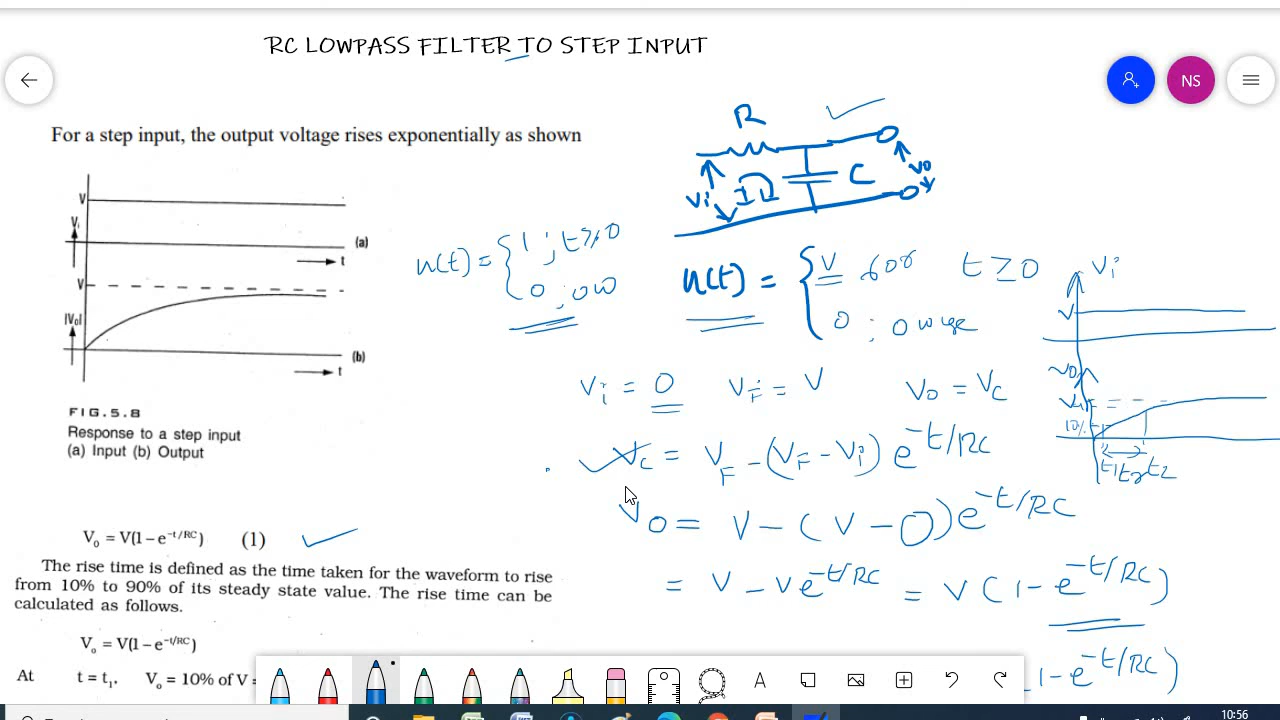 RC LOWPASS FILTER TO STEP INPUT
NS
For a step input, the output voltage rises exponentially as shown
V
Vi
(a)
t
V
|Vo|
(b)
t
FIG.5.8
Response to a step input
(a) Input (b) Output
R
Vi
C
Vo
u(t) = { 1 ; t≥0
0 ; ow
u(t) = { V for t ≥ 0
0 ; o wise
Vi
V
Vo
10%
t1 tr t2
Vi = 0 VF = V Vo = Vc
Vc = VF - (VF - Vi) e^-t/RC
Vo = V - (V - 0) e^-t/RC
= V - Ve^-t/RC = V (1 - e^-t/RC)
1 - e^-t/RC)
Vo = V(1 – e^–t/RC) (1)
The rise time is defined as the time taken for the waveform to rise
from 10% to 90% of its steady state value. The rise time can be
calculated as follows.
Vo = V(1 – e^–t/RC)
At t = t1, Vo = 10% of V =
A
10:56